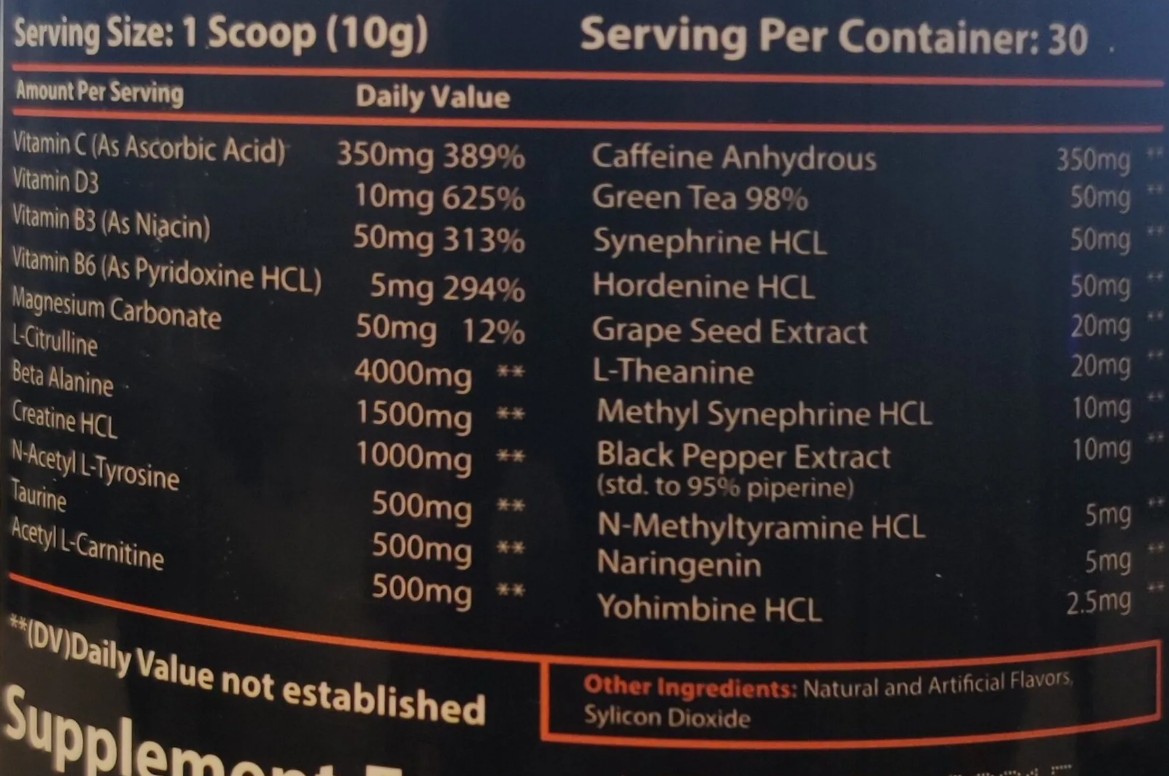 Serving Size: 1 Scoop (10g) Serving Per Container: 30
Amount Per Serving Daily Value
Vitamin C (As Ascorbic Acid) 350mg 389%
Vitamin D3 10mg 625%
Vitamin B3 (As Niacin) 50mg 313%
Vitamin B6 (As Pyridoxine HCL) 5mg 294%
Magnesium Carbonate 50mg 12%
L-Citrulline 4000mg **
Beta Alanine 1500mg **
Creatine HCL 1000mg **
N-Acetyl L-Tyrosine 500mg **
Taurine 500mg **
Acetyl L-Carnitine 500mg **
Caffeine Anhydrous 350mg **
Green Tea 98% 50mg **
Synephrine HCL 50mg **
Hordenine HCL 50mg **
Grape Seed Extract 20mg **
L-Theanine 20mg **
Methyl Synephrine HCL 10mg **
Black Pepper Extract 10mg **
(std. to 95% piperine)
N-Methyltyramine HCL 5mg **
Naringenin 5mg **
Yohimbine HCL 2.5mg **
**(DV)Daily Value not established
Other Ingredients: Natural and Artificial Flavors,
Sylicon Dioxide
Supplement